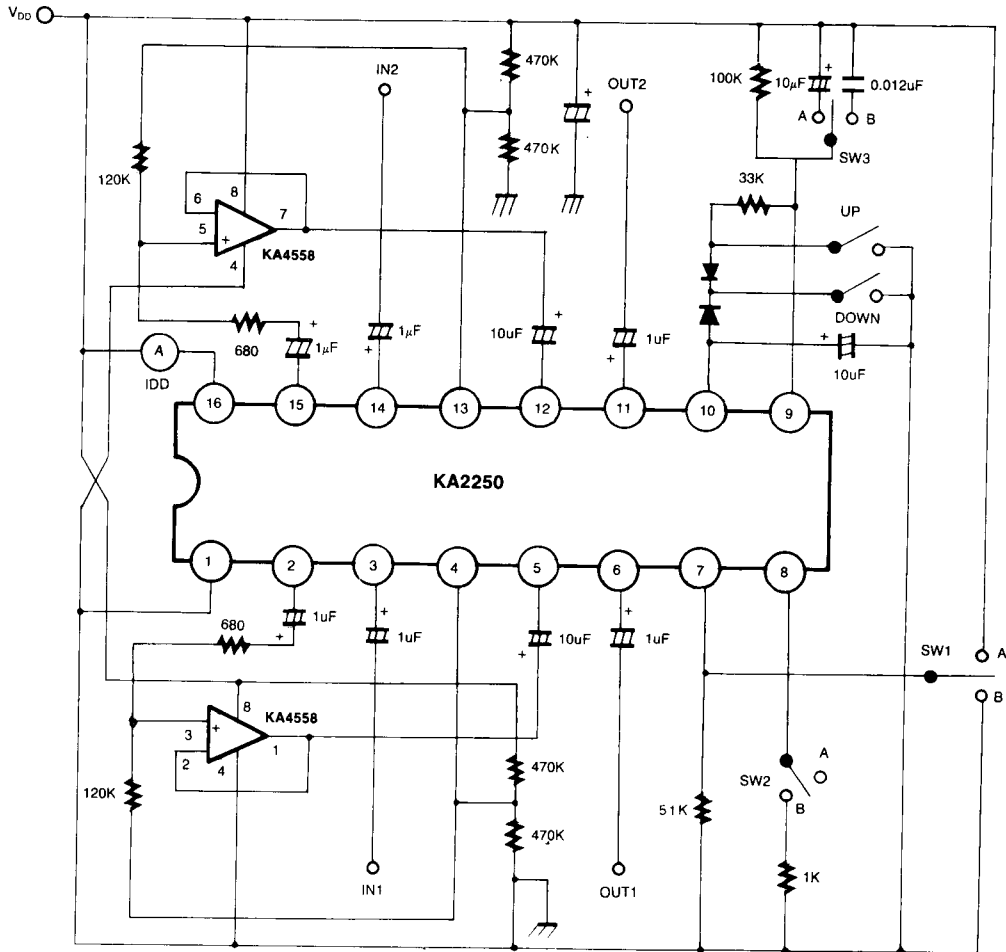 V_DD
IN2
470K
470K
OUT2
100K
10μF
+
0.012uF
A
B
SW3
33K
UP
DOWN
+
10uF
120K
6
8
7
5
+
4
KA4558
680
+
1μF
1μF
+
10uF
+
1uF
+
+
A
IDD
16
15
14
13
12
11
10
9
KA2250
1
2
3
4
5
6
7
8
680
1uF
+
+
1uF
10uF
+
+
1uF
SW1
A
B
8
KA4558
+
3
1
2
4
120K
470K
470K
51K
SW2
A
B
1K
IN1
OUT1